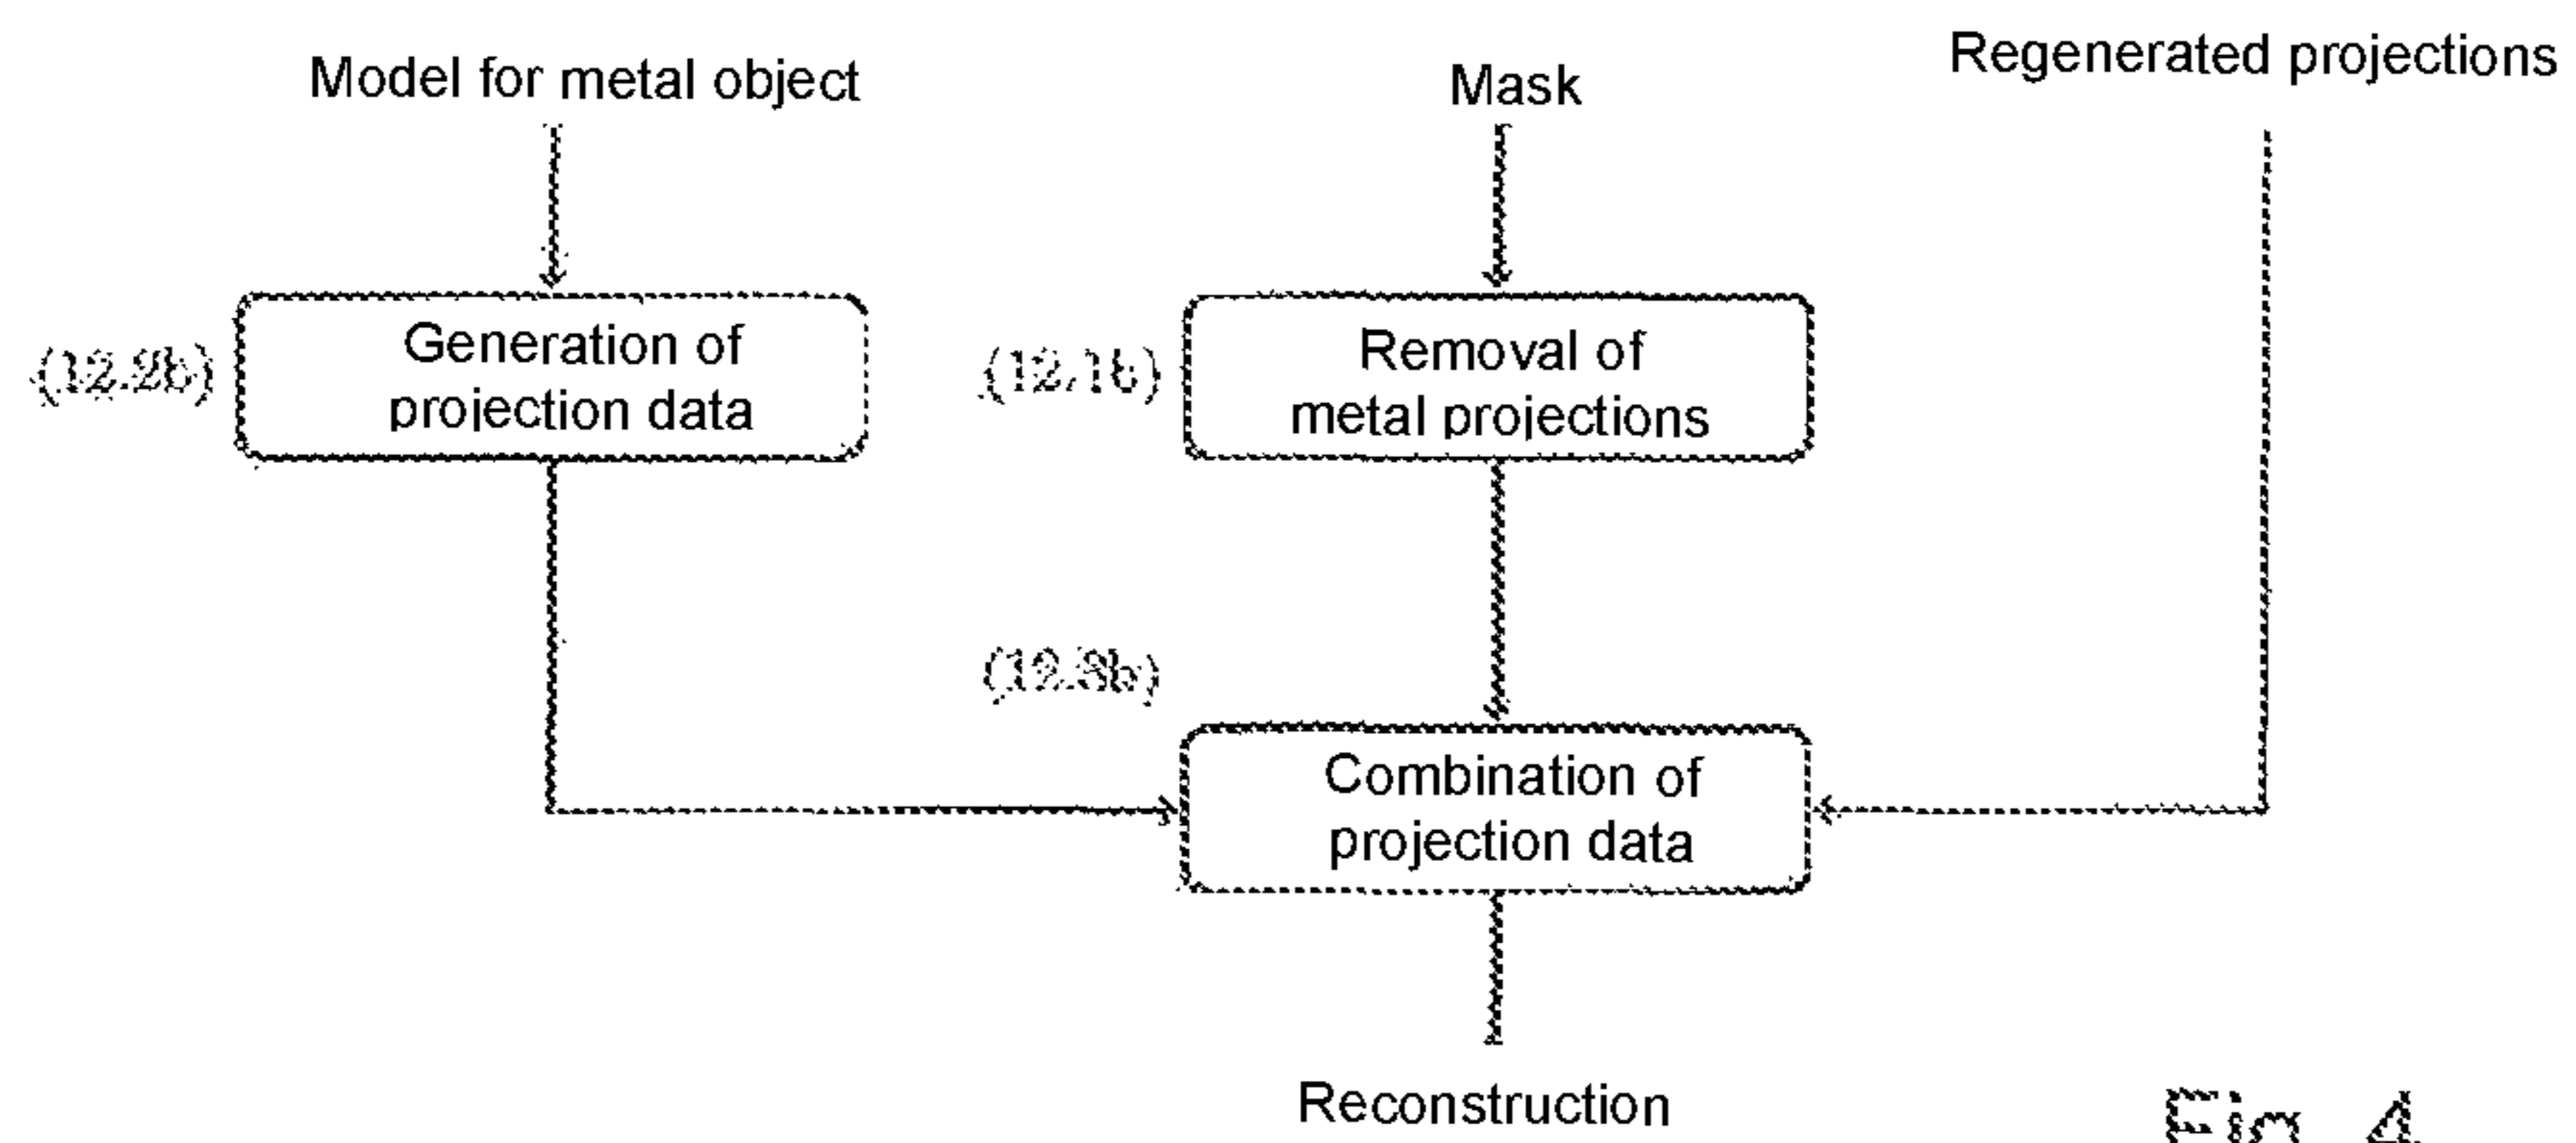 Model for metal object
Mask
Regenerated projections
(12.2b)
Generation of
projection data
(12.1b)
Removal of
metal projections
(12.3b)
Combination of
projection data
Reconstruction
Fig. 4